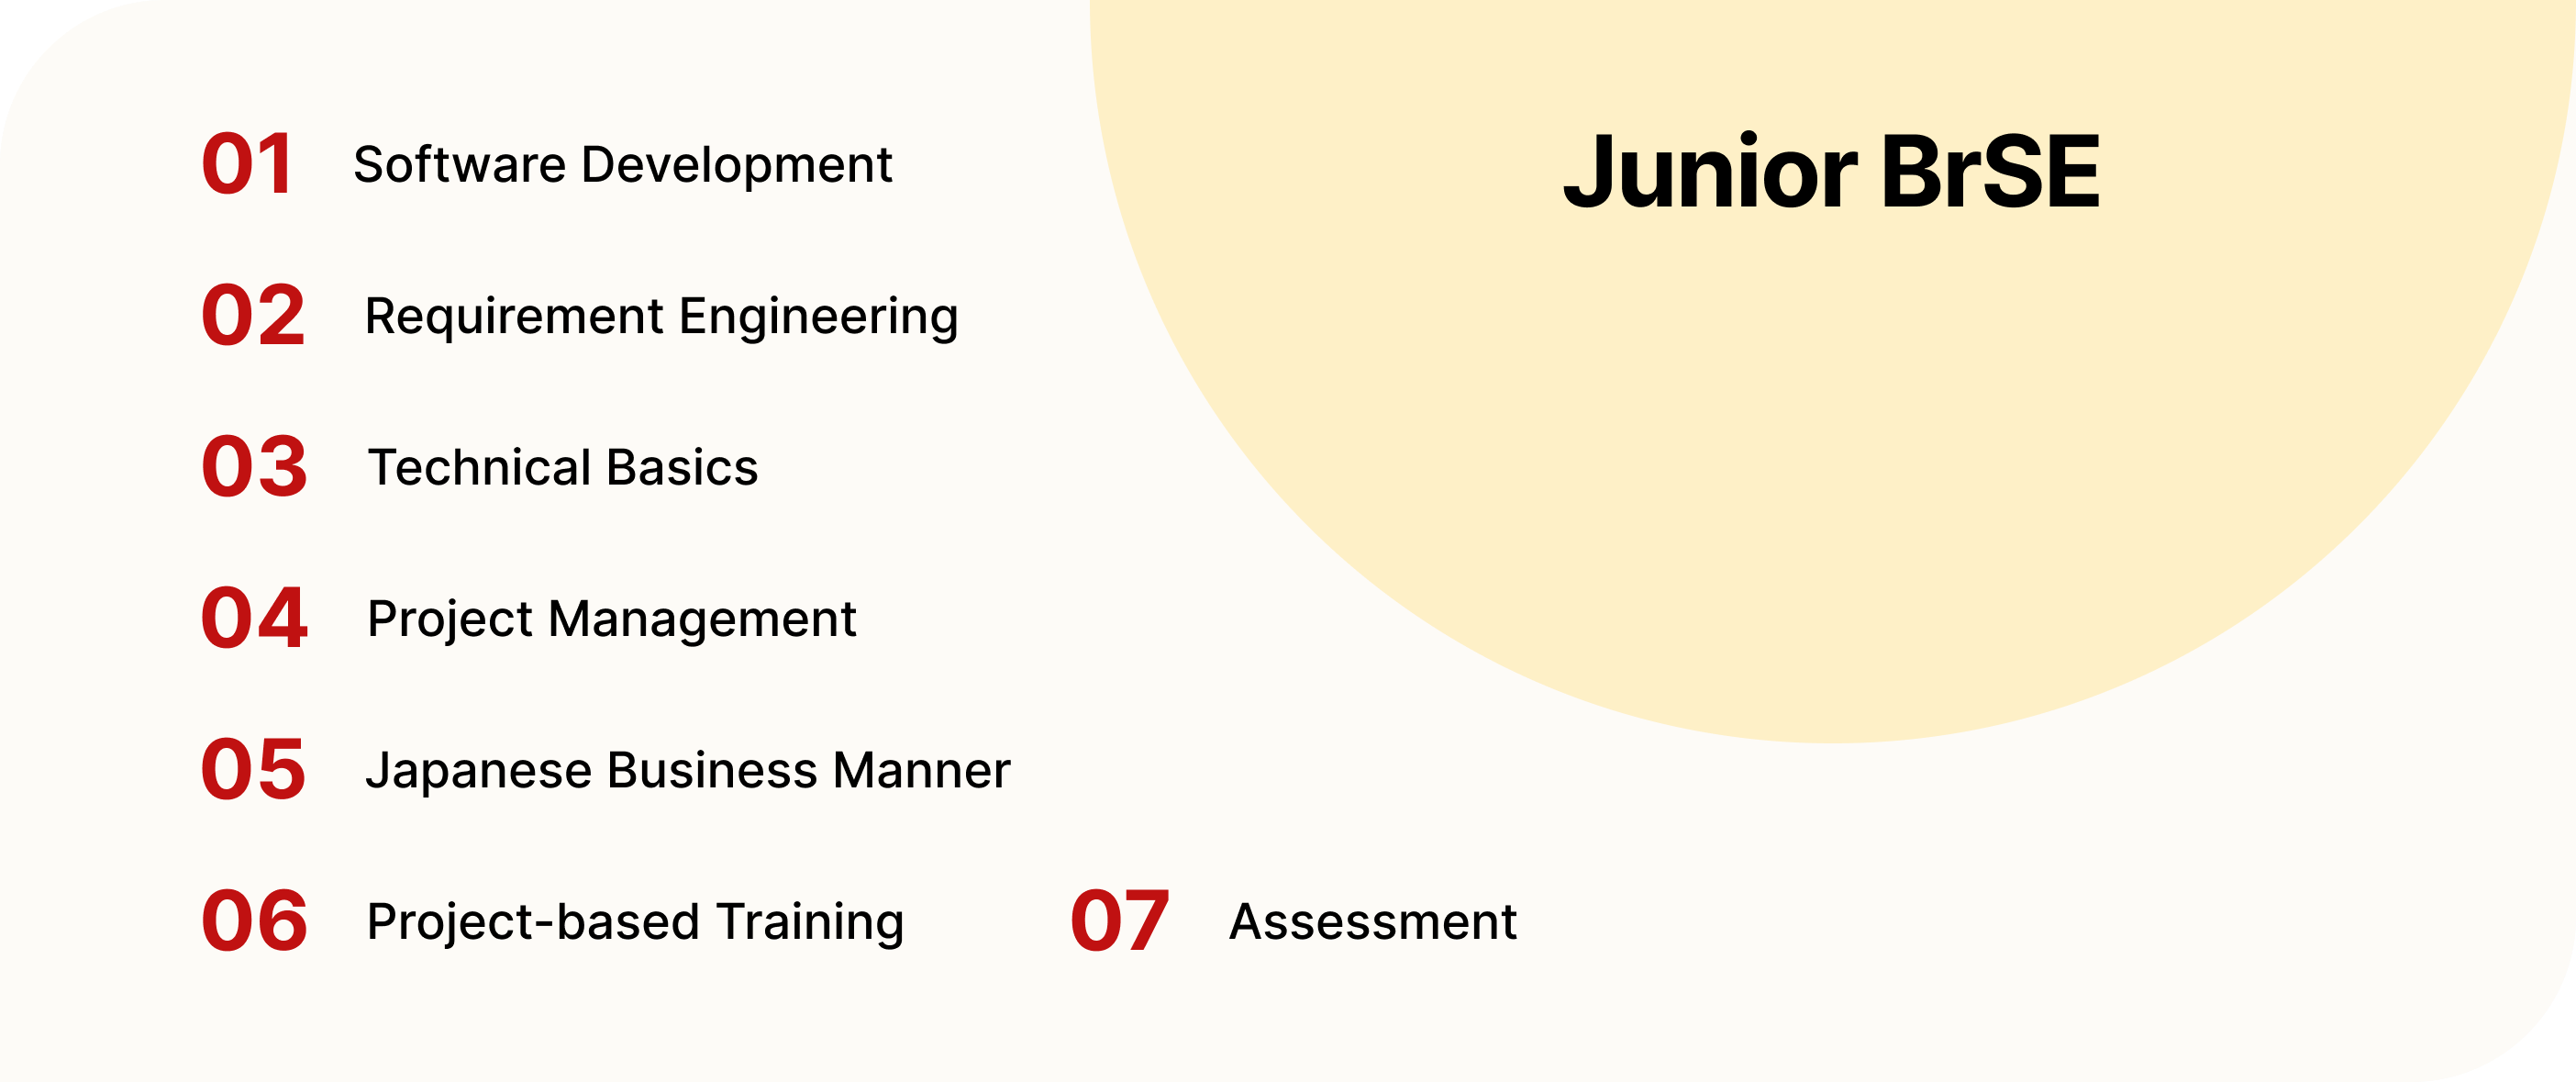 Junior BrSE
01 Software Development
02 Requirement Engineering
03 Technical Basics
04 Project Management
05 Japanese Business Manner
06 Project-based Training
07 Assessment